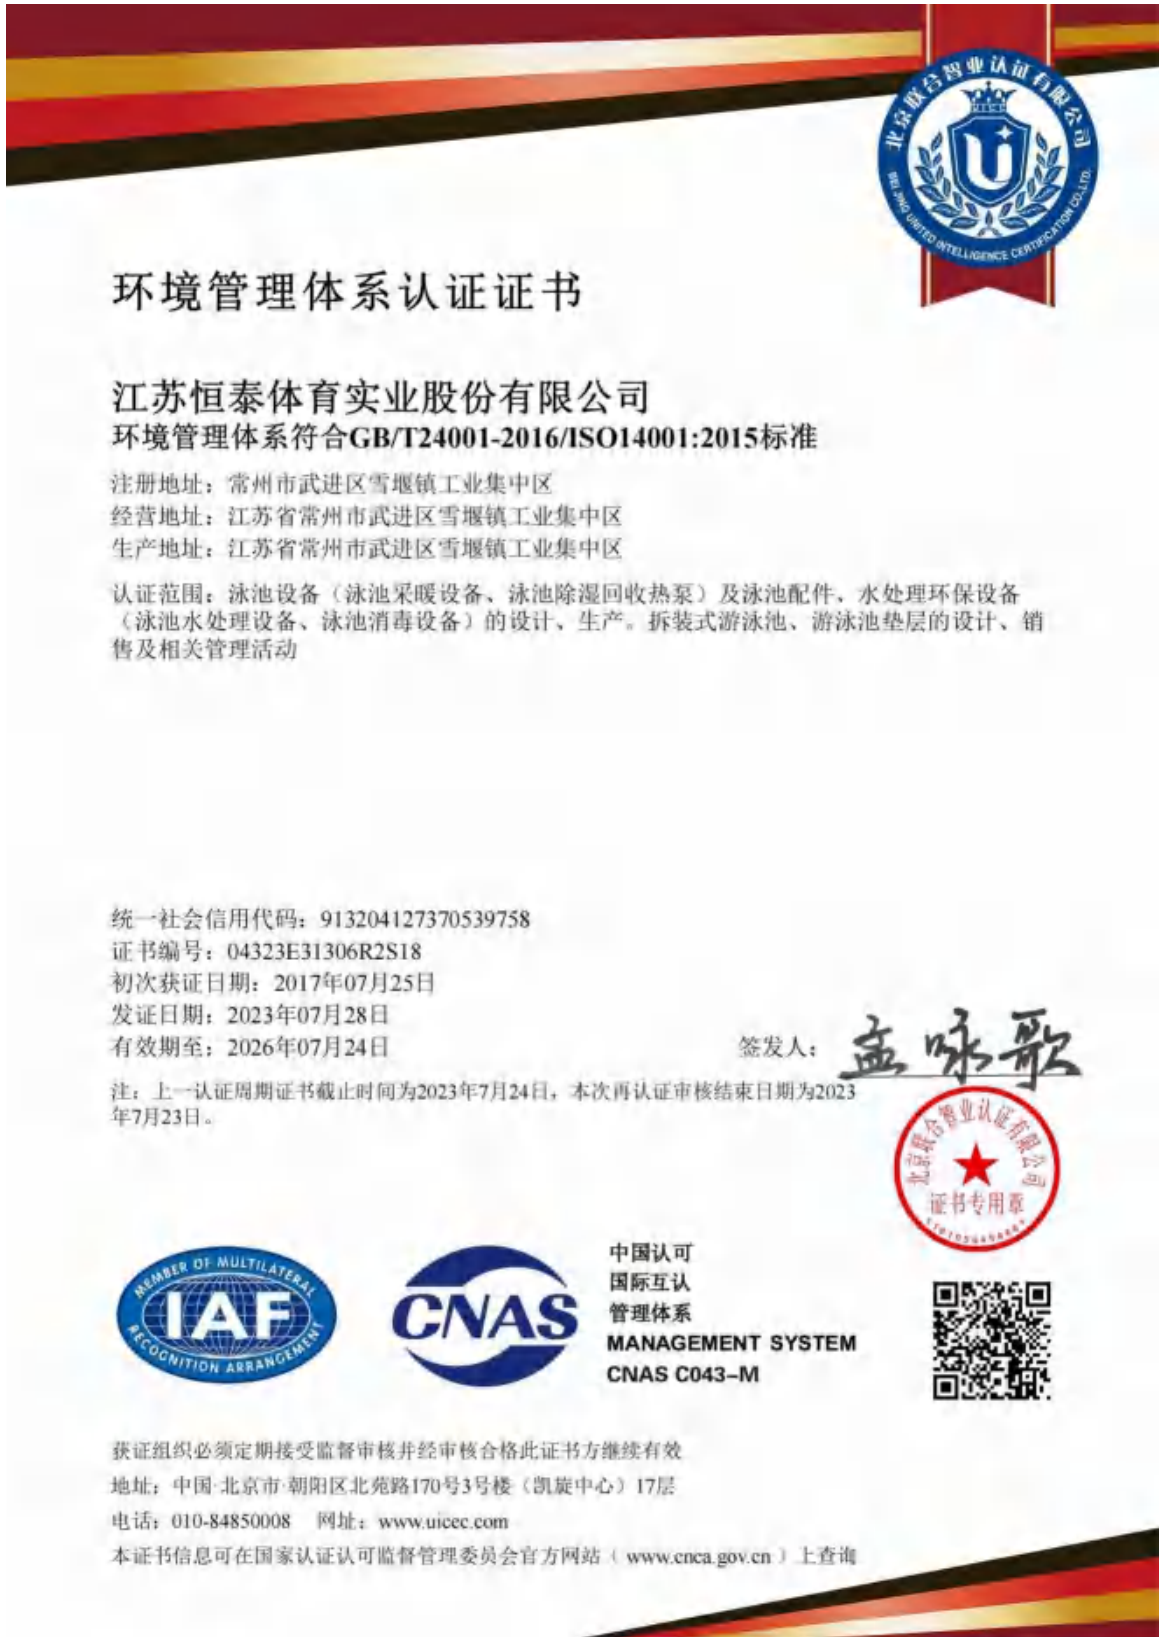 北京联合智业认证有限公司
UICC
BEIJING UNITED INTELLIGENCE CERTIFICATION CO.,LTD.
环境管理体系认证证书
江苏恒泰体育实业股份有限公司
环境管理体系符合GB/T24001-2016/ISO14001:2015标准
注册地址：常州市武进区雪堰镇工业集中区
经营地址：江苏省常州市武进区雪堰镇工业集中区
生产地址：江苏省常州市武进区雪堰镇工业集中区
认证范围：泳池设备（泳池采暖设备、泳池除湿回收热泵）及泳池配件、水处理环保设备
（泳池水处理设备、泳池消毒设备）的设计、生产。拆装式游泳池、游泳池垫层的设计、销
售及相关管理活动
统一社会信用代码：913204127370539758
证书编号：04323E31306R2S18
初次获证日期：2017年07月25日
发证日期：2023年07月28日
有效期至：2026年07月24日
签发人：孟咏歌
注：上一认证周期证书截止时间为2023年7月24日，本次再认证审核结束日期为2023
年7月23日。
北京联合智业认证有限公司
证书专用章
MEMBER OF MULTILATERAL
IAF
RECOGNITION ARRANGEMENT
CNAS
中国认可
国际互认
管理体系
MANAGEMENT SYSTEM
CNAS C043-M
获证组织必须定期接受监督审核并经审核合格此证书方继续有效
地址：中国·北京市·朝阳区北苑路170号3号楼（凯旋中心）17层
电话：010-84850008 网址：www.uicec.com
本证书信息可在国家认证认可监督管理委员会官方网站（www.cnca.gov.cn）上查询